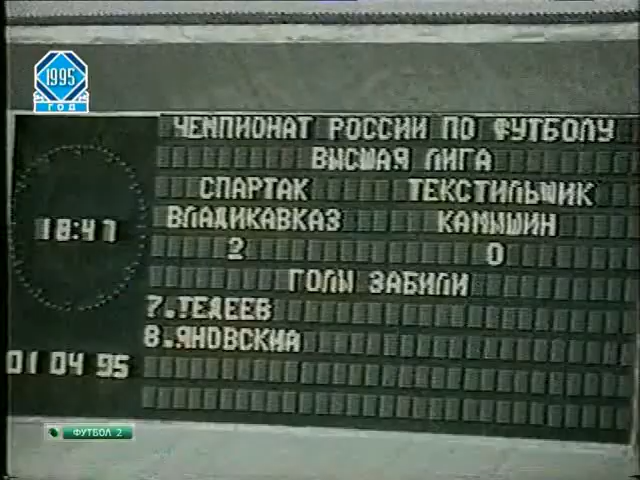 1995
ГОД
ЧЕМПИОНАТ РОССИИ ПО ФУТБОЛУ
ВЫСШАЯ ЛИГА
СПАРТАК ТЕКСТИЛЬЩИК
ВЛАДИКАВКАЗ КАМЫШИН
18:47
2 0
ГОЛЫ ЗАБИЛИ
7.ТЕДЕЕВ
8.ЯНОВСКИЙ
01 04 95
ФУТБОЛ 2